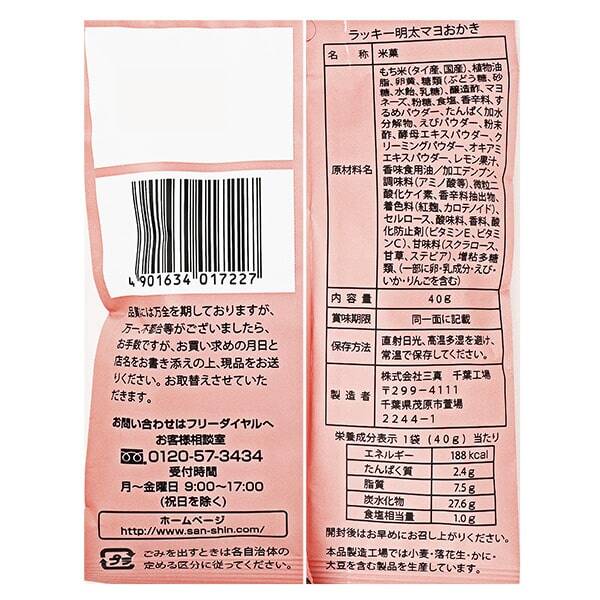 4 901634 017227
品質には万全を期しておりますが、
万一、不都合等がございましたら、
お手数ですが、お買い求めの月日と
店名をお書き添えの上、現品をお送
りください。お取替えさせていた
だきます。
お問い合わせはフリーダイヤルへ
お客様相談室
0120-57-3434
受付時間
月〜金曜日 9:00〜17:00
(祝日を除く)
ホームページ
http://www.san-shin.com/
プラ
ごみを出すときは各自治体の
定める区分に従ってください。
ラッキー明太マヨおかき
名称 米菓
原材料名
もち米(タイ産、国産)、植物油
脂、卵黄、糖類(ぶどう糖、砂
糖、水飴、乳糖)、醸造酢、マヨ
ネーズ、粉糖、食塩、香辛料、す
るめパウダー、たんぱく加水
分解物、えびパウダー、粉末
酢、酵母エキスパウダー、ク
リーミングパウダー、オキアミ
エキスパウダー、レモン果汁、
香味食用油/加工デンプン、
調味料(アミノ酸等)、微粒二
酸化ケイ素、香辛料抽出物、
着色料(紅麹、カロテノイド)、
セルロース、酸味料、香料、酸
化防止剤(ビタミンE、ビタミ
ンC)、甘味料(スクラロース、
甘草、ステビア)、増粘多糖
類、(一部に卵・乳成分・えび・
いか・りんごを含む)
内容量 40g
賞味期限 同一面に記載
保存方法 直射日光、高温多湿を避け、
常温で保存してください。
製造者 株式会社三真 千葉工場
〒299-4111
千葉県茂原市萱場
2244-1
栄養成分表示 1袋(40g)当たり
エネルギー 188kcal
たんぱく質 2.4g
脂質 7.5g
炭水化物 27.6g
食塩相当量 1.0g
開封後はお早めにお召し上がりください。
本品製造工場では小麦・落花生・かに・
大豆を含む製品を生産しています。